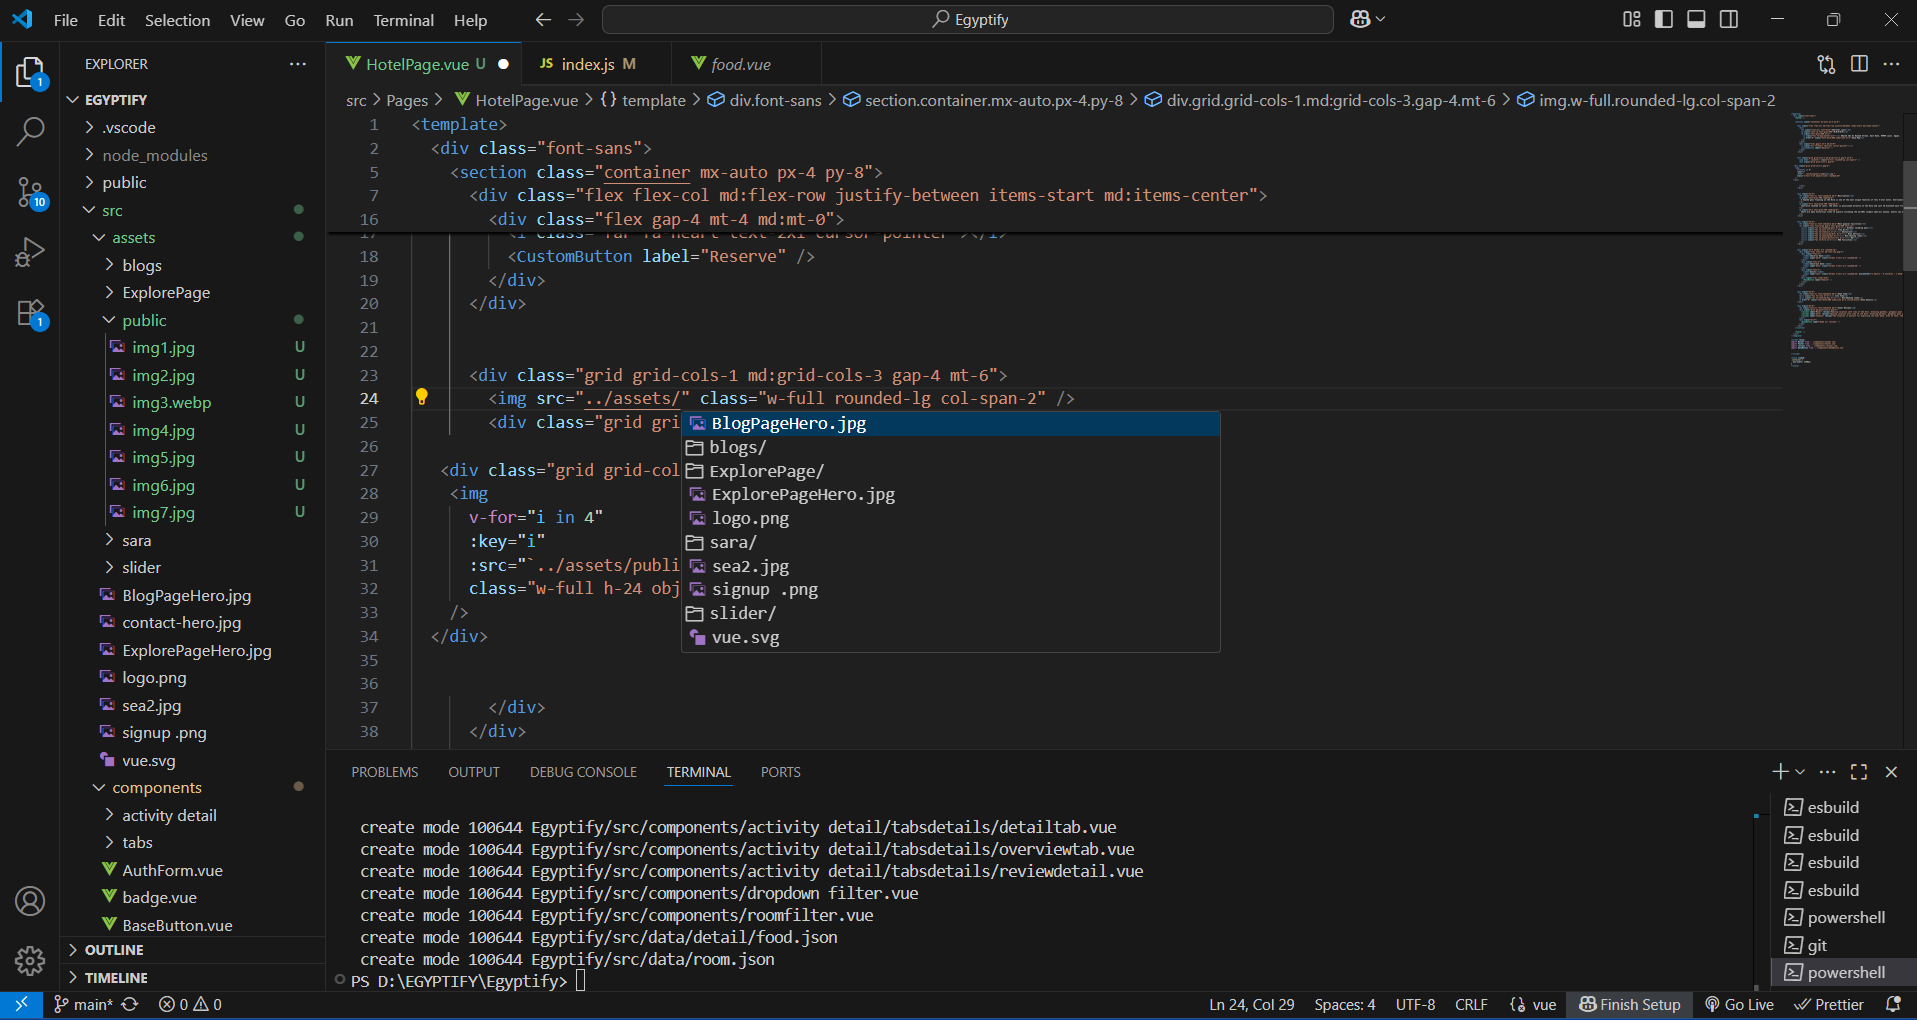 File Edit Selection View Go Run Terminal Help
Egyptify
EXPLORER
EGYPTIFY
.vscode
node_modules
public
src
assets
blogs
ExplorePage
public
img1.jpg U
img2.jpg U
img3.webp U
img4.jpg U
img5.jpg U
img6.jpg U
img7.jpg U
sara
slider
BlogPageHero.jpg
contact-hero.jpg
ExplorePageHero.jpg
logo.png
sea2.jpg
signup .png
vue.svg
components
activity detail
tabs
AuthForm.vue
badge.vue
BaseButton.vue
OUTLINE
TIMELINE
1
10
1
HotelPage.vue U
JS index.js M
food.vue
src > Pages > HotelPage.vue > {} template > div.font-sans > section.container.mx-auto.px-4.py-8 > div.grid.grid-cols-1.md:grid-cols-3.gap-4.mt-6 > img.w-full.rounded-lg.col-span-2
1 <template>
2 <div class="font-sans">
5 <section class="container mx-auto px-4 py-8">
7 <div class="flex flex-col md:flex-row justify-between items-start md:items-center">
16 <div class="flex gap-4 mt-4 md:mt-0">
17 <i class="far fa-heart text-2xl cursor-pointer"></i>
18 <CustomButton label="Reserve" />
19 </div>
20 </div>
21
22
23 <div class="grid grid-cols-1 md:grid-cols-3 gap-4 mt-6">
24 <img src="../assets/" class="w-full rounded-lg col-span-2" />
25 <div class="grid gri
26
27 <div class="grid grid-col
28 <img
29 v-for="i in 4"
30 :key="i"
31 :src="`../assets/publi
32 class="w-full h-24 obj
33 />
34 </div>
35
36
37 </div>
38 </div>
BlogPageHero.jpg
blogs/
ExplorePage/
ExplorePageHero.jpg
logo.png
sara/
sea2.jpg
signup .png
slider/
vue.svg
PROBLEMS OUTPUT DEBUG CONSOLE TERMINAL PORTS
create mode 100644 Egyptify/src/components/activity detail/tabsdetails/detailtab.vue
create mode 100644 Egyptify/src/components/activity detail/tabsdetails/overviewtab.vue
create mode 100644 Egyptify/src/components/activity detail/tabsdetails/reviewdetail.vue
create mode 100644 Egyptify/src/components/dropdown filter.vue
create mode 100644 Egyptify/src/components/roomfilter.vue
create mode 100644 Egyptify/src/data/detail/food.json
create mode 100644 Egyptify/src/data/room.json
PS D:\EGYPTIFY\Egyptify>
esbuild
esbuild
esbuild
esbuild
powershell
git
powershell
main* 0 0
Ln 24, Col 29 Spaces: 4 UTF-8 CRLF {} vue Finish Setup Go Live Prettier